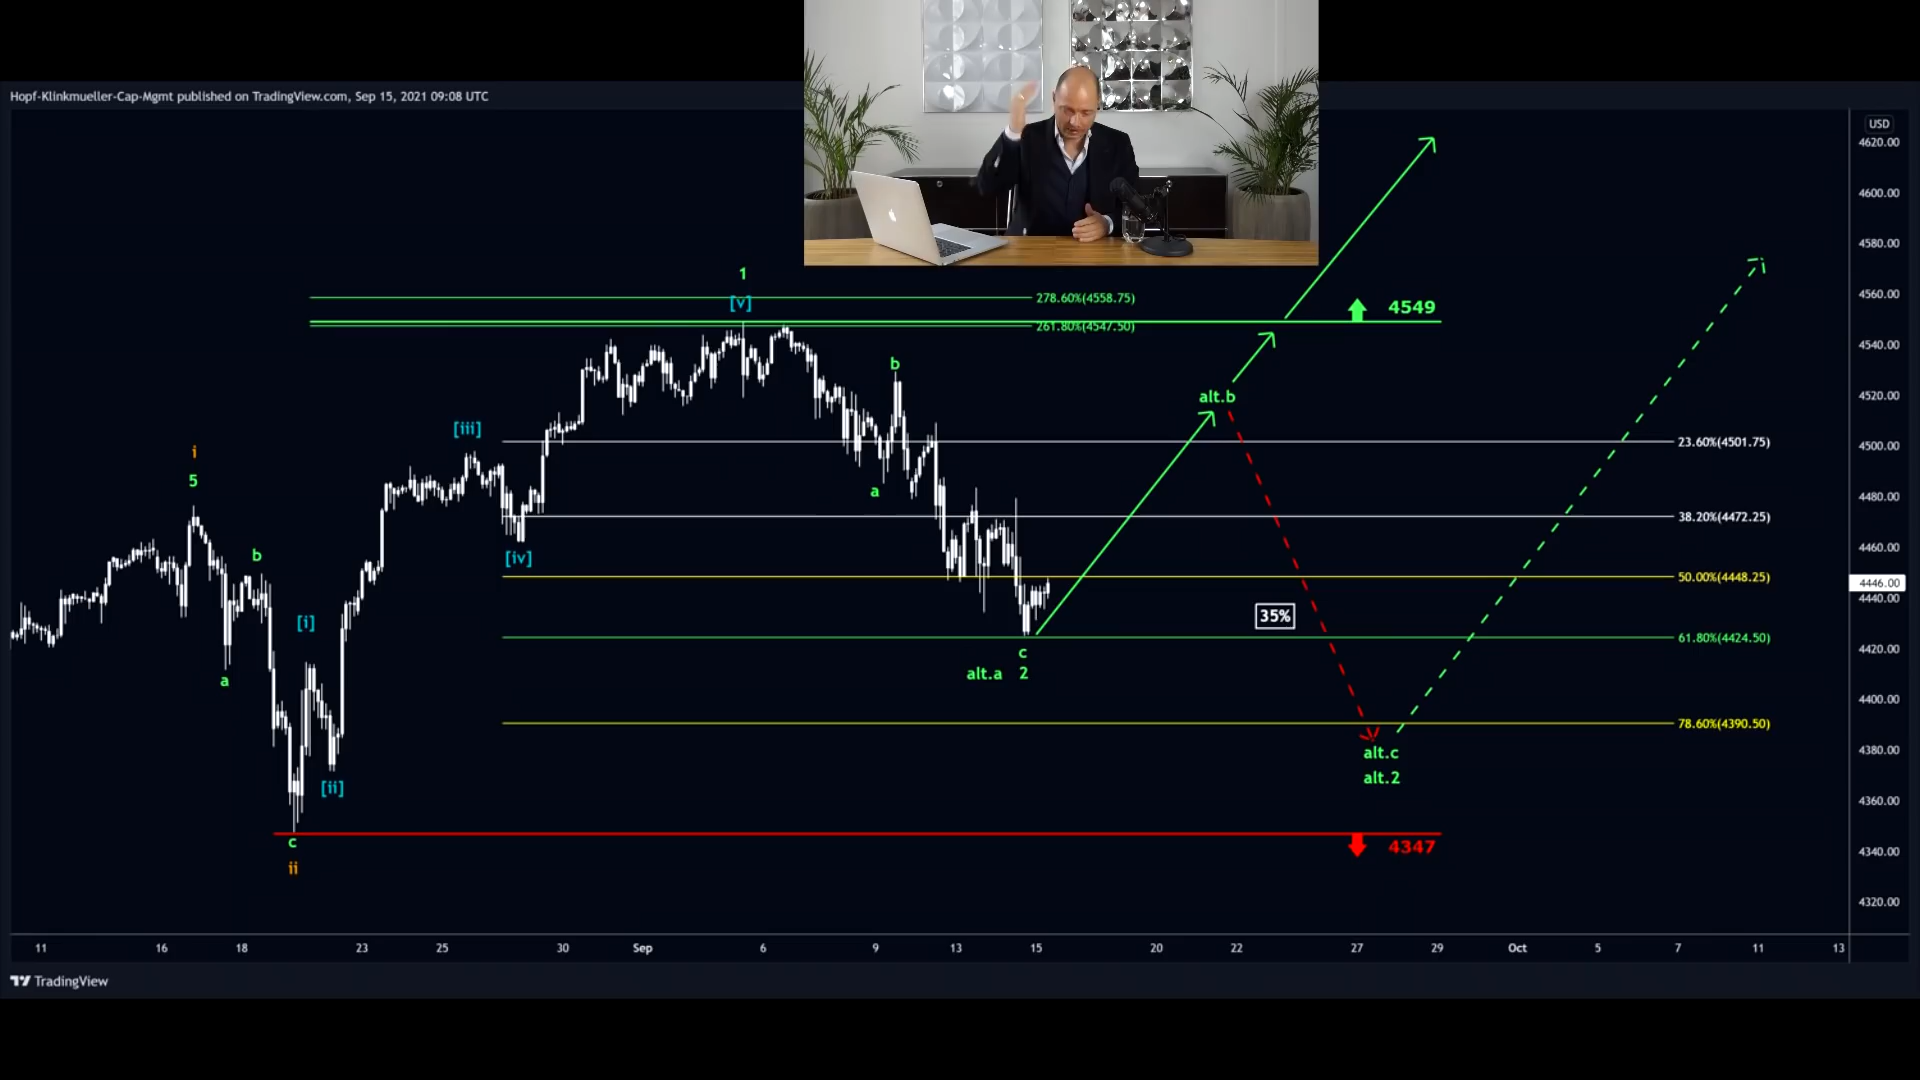 Hopf-Klinkmueller-Cap-Mgmt published on TradingView.com, Sep 15, 2021 09:08 UTC
USD
4620.00
4600.00
4580.00
4560.00
4540.00
4520.00
4500.00
4480.00
4460.00
4446.00
4440.00
4420.00
4400.00
4380.00
4360.00
4340.00
4320.00
1
[v]
278.60%(4558.75)
261.80%(4547.50)
4549
b
alt.b
[iii]
23.60%(4501.75)
i
5
a
38.20%(4472.25)
b
[iv]
50.00%(4448.25)
[i]
35%
61.80%(4424.50)
c
alt.a 2
a
78.60%(4390.50)
alt.c
alt.2
[ii]
c
ii
4347
11 16 18 23 25 30 Sep 6 9 13 15 20 22 27 29 Oct 5 7 11 13
TradingView